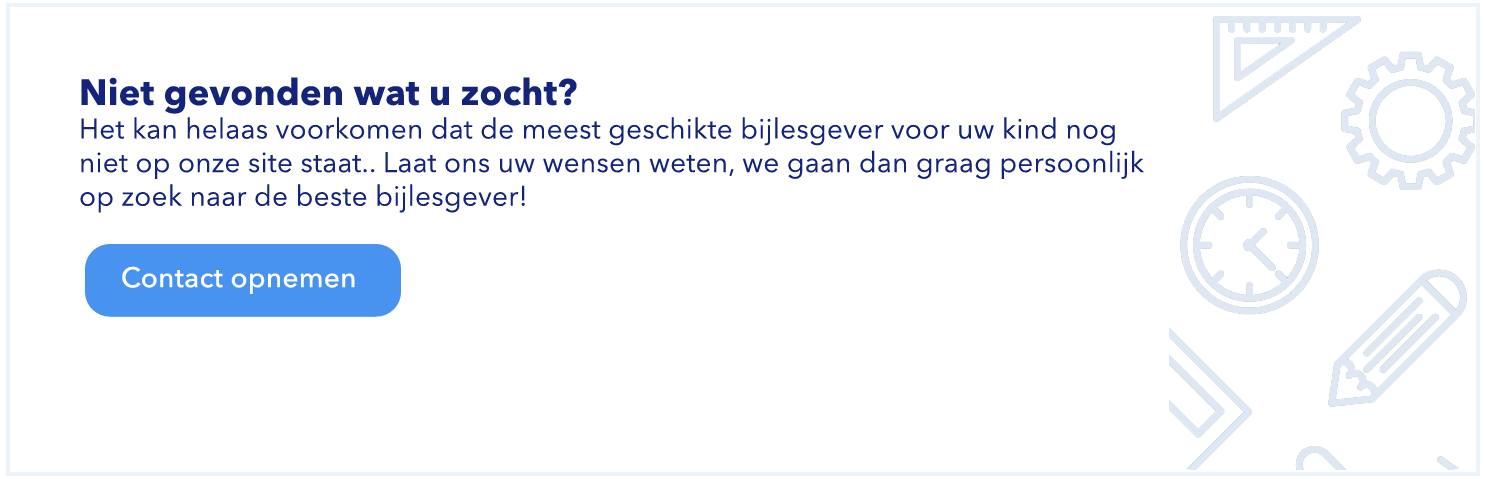 Niet gevonden wat u zocht?
Het kan helaas voorkomen dat de meest geschikte bijlesgever voor uw kind nog
niet op onze site staat.. Laat ons uw wensen weten, we gaan dan graag persoonlijk
op zoek naar de beste bijlesgever!
Contact opnemen